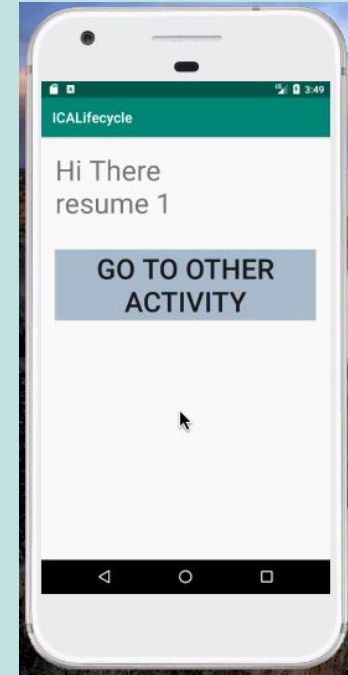 3:49
ICALifecycle
Hi There
resume 1
GO TO OTHER
ACTIVITY